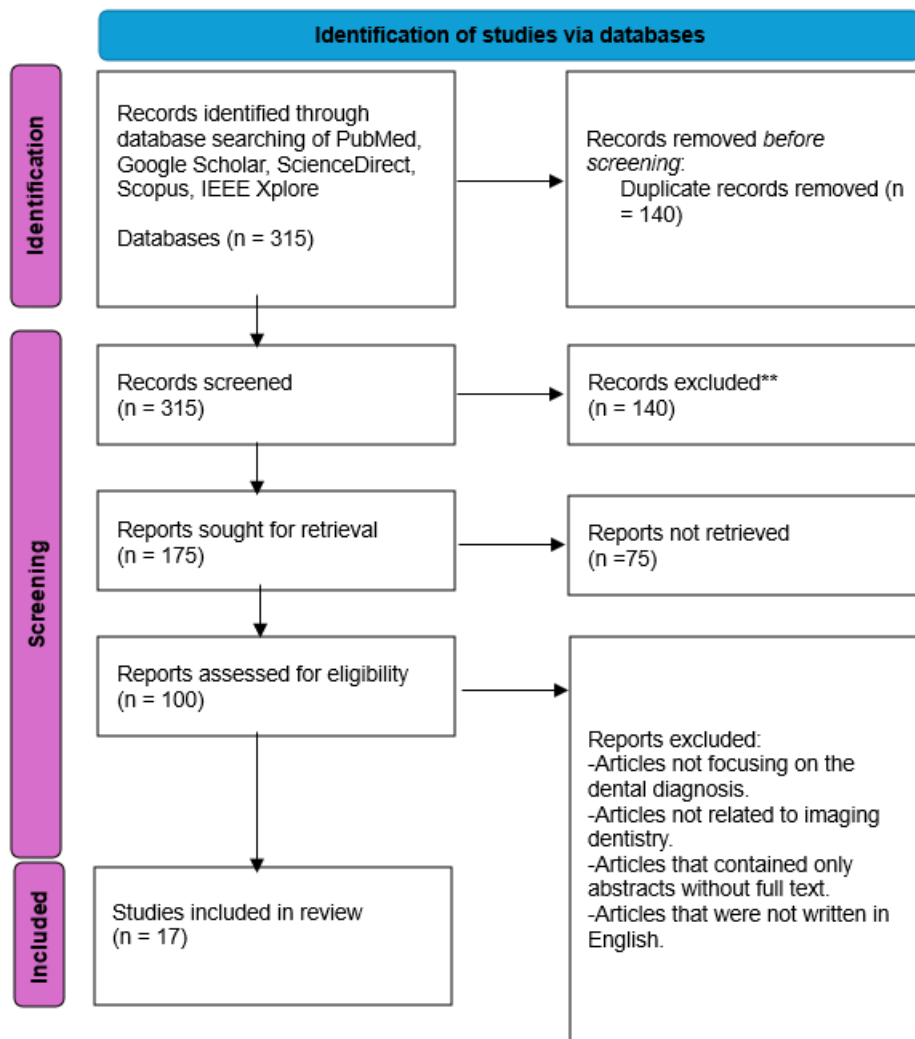 Identification of studies via databases
Identification
Records identified through
database searching of PubMed,
Google Scholar, ScienceDirect,
Scopus, IEEE Xplore
Databases (n = 315)
Records removed before
screening:
Duplicate records removed (n
= 140)
Screening
Records screened
(n = 315)
Records excluded**
(n = 140)
Reports sought for retrieval
(n = 175)
Reports not retrieved
(n =75)
Reports assessed for eligibility
(n = 100)
Reports excluded:
-Articles not focusing on the
dental diagnosis.
-Articles not related to imaging
dentistry.
-Articles that contained only
abstracts without full text.
-Articles that were not written in
English.
Included
Studies included in review
(n = 17)